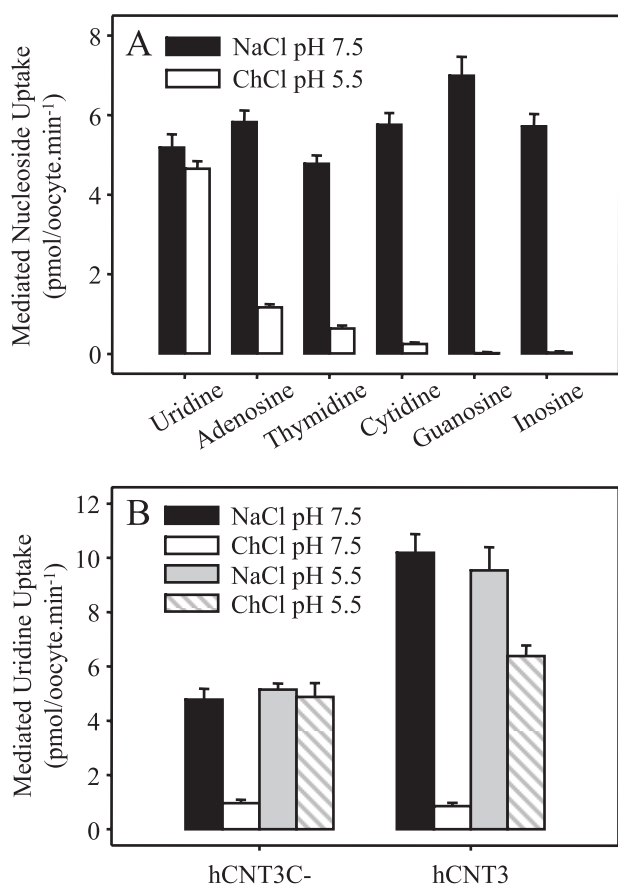 A
NaCl pH 7.5
ChCl pH 5.5
Mediated Nucleoside Uptake
(pmol/oocyte.min⁻¹)
8
6
4
2
0
Uridine
Adenosine
Thymidine
Cytidine
Guanosine
Inosine
B
NaCl pH 7.5
ChCl pH 7.5
NaCl pH 5.5
ChCl pH 5.5
Mediated Uridine Uptake
(pmol/oocyte.min⁻¹)
12
10
8
6
4
2
0
hCNT3C-
hCNT3